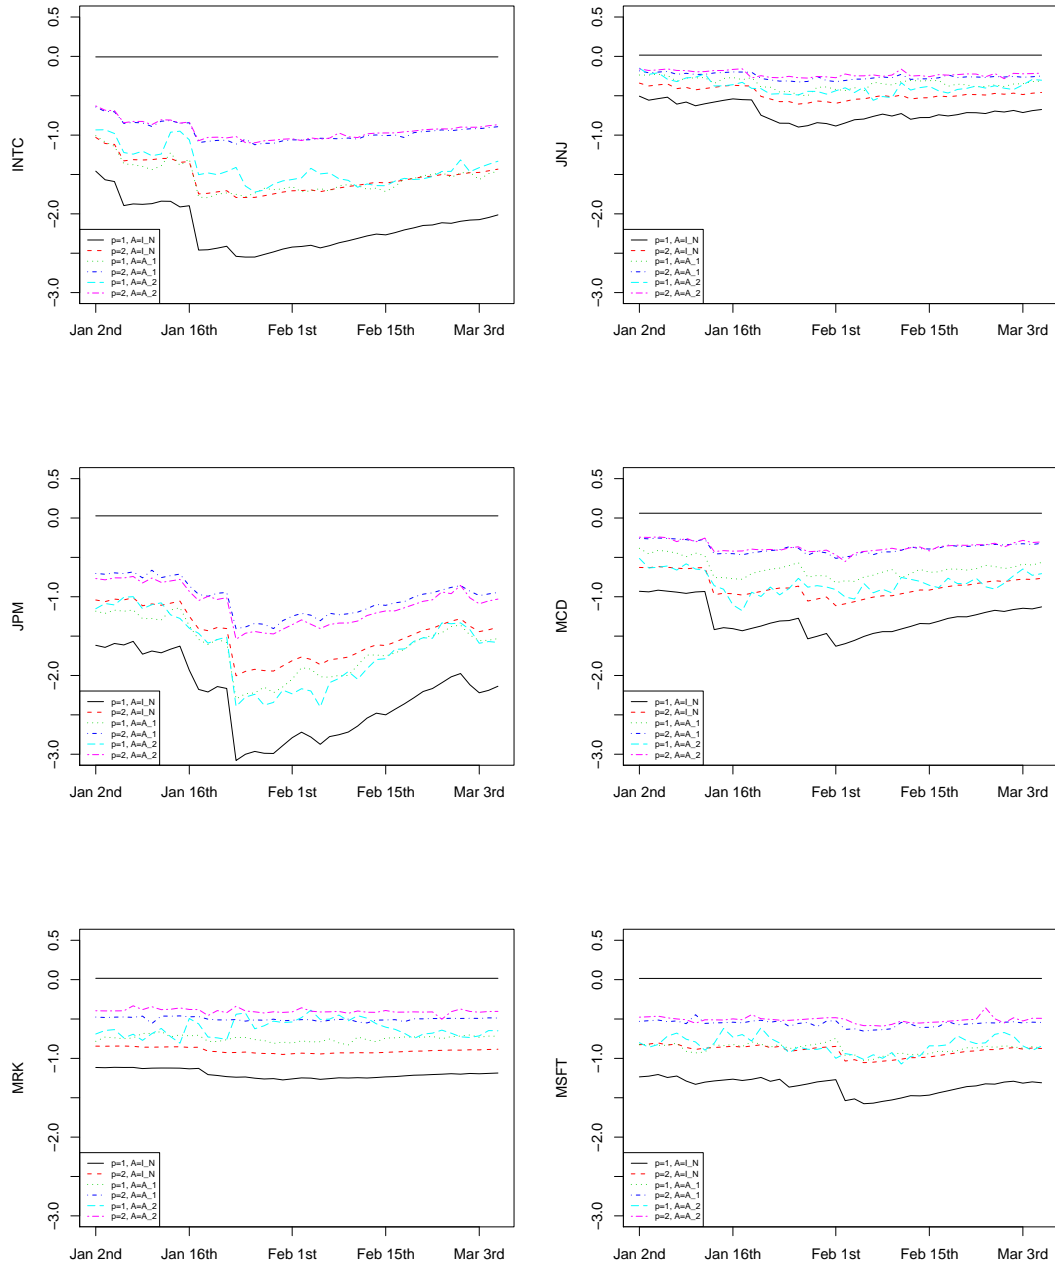 INTC
0.5
0.0
−1.0
−2.0
−3.0
p=1, A=I_N
p=2, A=I_N
p=1, A=A_1
p=2, A=A_1
p=1, A=A_2
p=2, A=A_2
Jan 2nd Jan 16th Feb 1st Feb 15th Mar 3rd
JNJ
0.5
0.0
−1.0
−2.0
−3.0
p=1, A=I_N
p=2, A=I_N
p=1, A=A_1
p=2, A=A_1
p=1, A=A_2
p=2, A=A_2
Jan 2nd Jan 16th Feb 1st Feb 15th Mar 3rd
JPM
0.5
0.0
−1.0
−2.0
−3.0
p=1, A=I_N
p=2, A=I_N
p=1, A=A_1
p=2, A=A_1
p=1, A=A_2
p=2, A=A_2
Jan 2nd Jan 16th Feb 1st Feb 15th Mar 3rd
MCD
0.5
0.0
−1.0
−2.0
−3.0
p=1, A=I_N
p=2, A=I_N
p=1, A=A_1
p=2, A=A_1
p=1, A=A_2
p=2, A=A_2
Jan 2nd Jan 16th Feb 1st Feb 15th Mar 3rd
MRK
0.5
0.0
−1.0
−2.0
−3.0
p=1, A=I_N
p=2, A=I_N
p=1, A=A_1
p=2, A=A_1
p=1, A=A_2
p=2, A=A_2
Jan 2nd Jan 16th Feb 1st Feb 15th Mar 3rd
MSFT
0.5
0.0
−1.0
−2.0
−3.0
p=1, A=I_N
p=2, A=I_N
p=1, A=A_1
p=2, A=A_1
p=1, A=A_2
p=2, A=A_2
Jan 2nd Jan 16th Feb 1st Feb 15th Mar 3rd